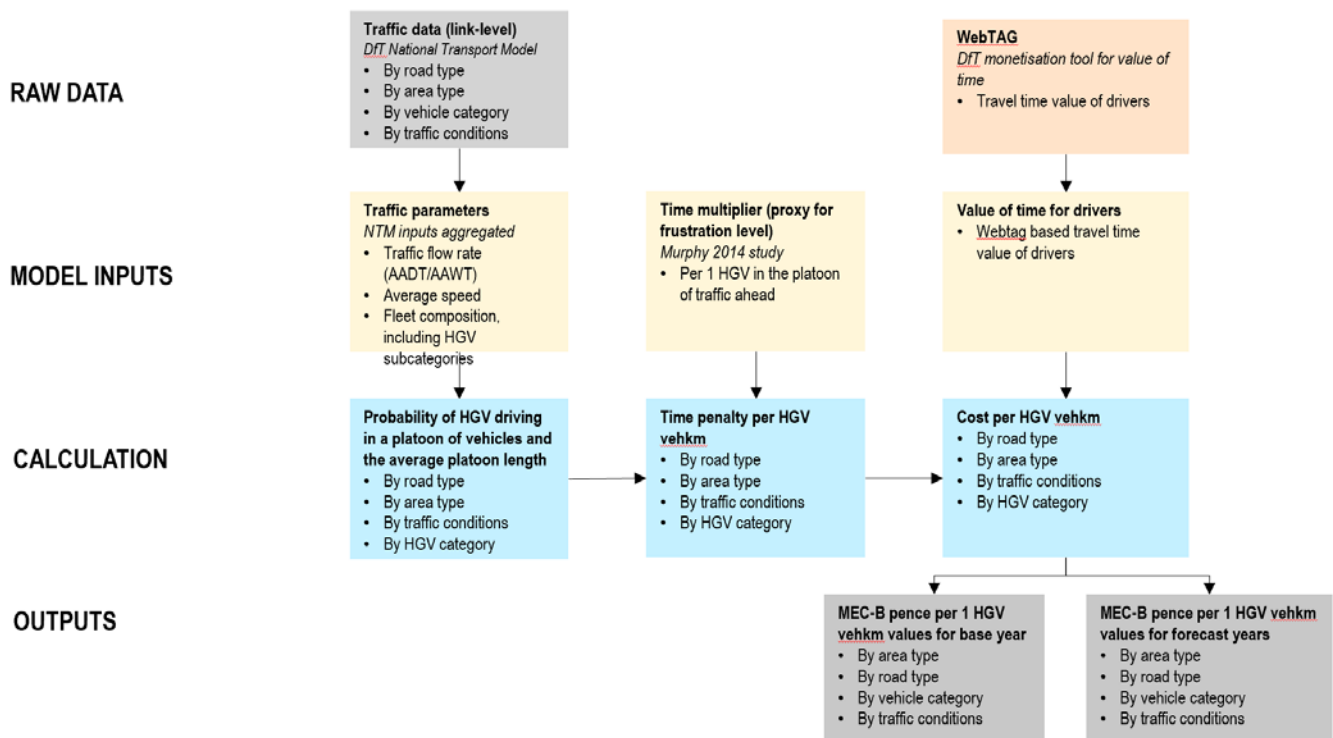 RAW DATA
Traffic data (link-level)
DfT National Transport Model
• By road type
• By area type
• By vehicle category
• By traffic conditions
WebTAG
DfT monetisation tool for value of
time
• Travel time value of drivers
MODEL INPUTS
Traffic parameters
NTM inputs aggregated
• Traffic flow rate
(AADT/AAWT)
• Average speed
• Fleet composition,
including HGV
subcategories
Time multiplier (proxy for
frustration level)
Murphy 2014 study
• Per 1 HGV in the platoon
of traffic ahead
Value of time for drivers
• Webtag based travel time
value of drivers
CALCULATION
Probability of HGV driving
in a platoon of vehicles and
the average platoon length
• By road type
• By area type
• By traffic conditions
• By HGV category
Time penalty per HGV
vehkm
• By road type
• By area type
• By traffic conditions
• By HGV category
Cost per HGV vehkm
• By road type
• By area type
• By traffic conditions
• By HGV category
OUTPUTS
MEC-B pence per 1 HGV
vehkm values for base year
• By area type
• By road type
• By vehicle category
• By traffic conditions
MEC-B pence per 1 HGV vehkm
values for forecast years
• By area type
• By road type
• By vehicle category
• By traffic conditions